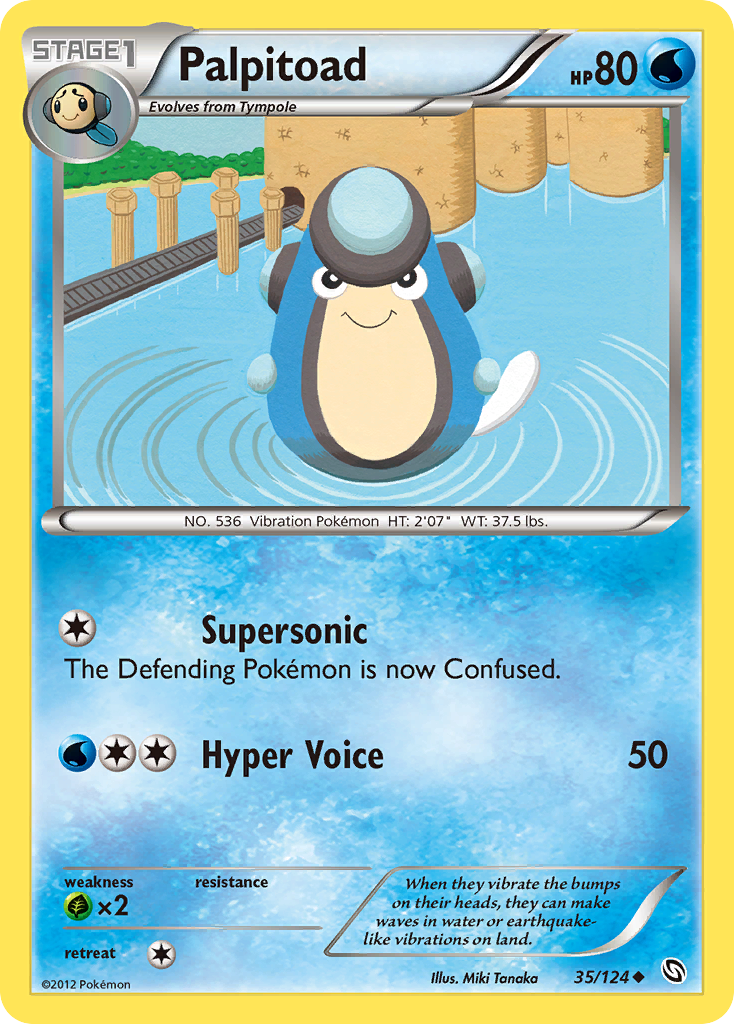 STAGE1
Palpitoad
HP80
Evolves from Tympole
NO. 536 Vibration Pokémon HT: 2'07" WT: 37.5 lbs.
Supersonic
The Defending Pokémon is now Confused.
Hyper Voice 50
weakness resistance
×2
retreat
When they vibrate the bumps
on their heads, they can make
waves in water or earthquake-
like vibrations on land.
©2012 Pokémon
Illus. Miki Tanaka 35/124